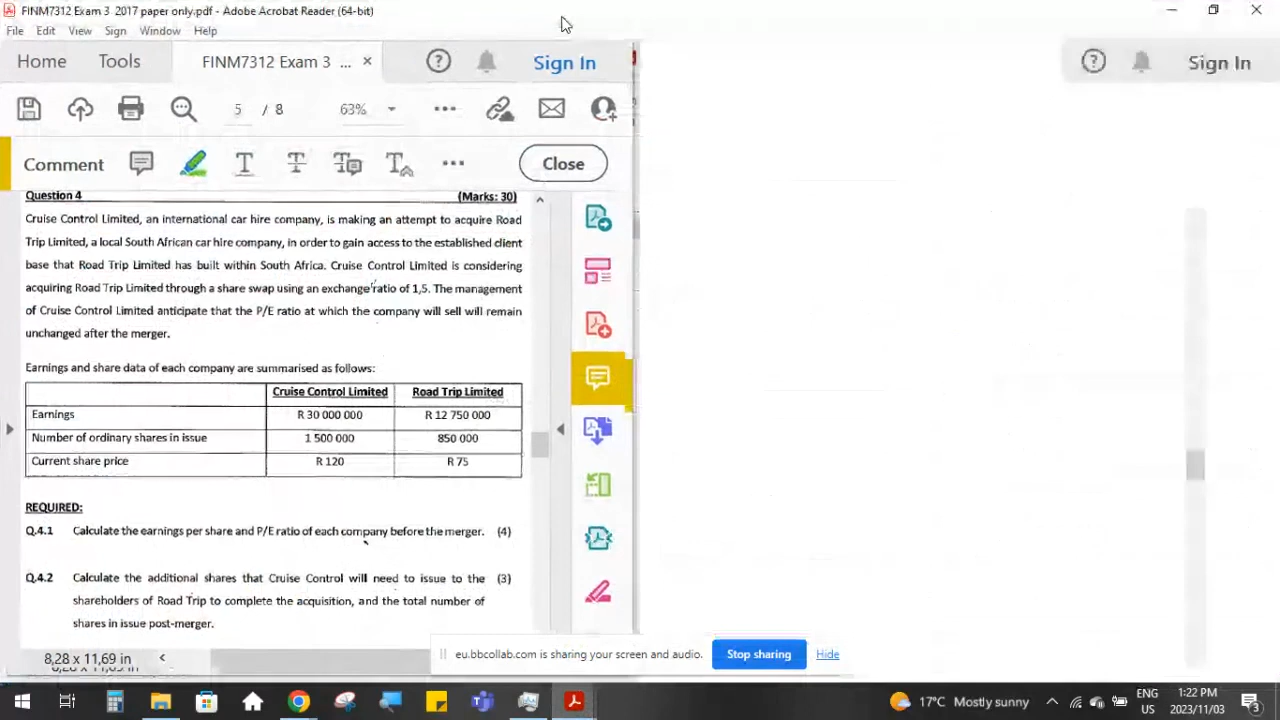 FINM7312 Exam 3 2017 paper only.pdf - Adobe Acrobat Reader (64-bit)
File Edit View Sign Window Help
Home Tools FINM7312 Exam 3 ... × Sign In Sign In
5 / 8 63%
Comment Close
Question 4 (Marks: 30)
Cruise Control Limited, an international car hire company, is making an attempt to acquire Road
Trip Limited, a local South African car hire company, in order to gain access to the established client
base that Road Trip Limited has built within South Africa. Cruise Control Limited is considering
acquiring Road Trip Limited through a share swap using an exchange ratio of 1,5. The management
of Cruise Control Limited anticipate that the P/E ratio at which the company will sell will remain
unchanged after the merger.
Earnings and share data of each company are summarised as follows:
Cruise Control Limited Road Trip Limited
Earnings R 30 000 000 R 12 750 000
Number of ordinary shares in issue 1 500 000 850 000
Current share price R 120 R 75
REQUIRED:
Q.4.1 Calculate the earnings per share and P/E ratio of each company before the merger. (4)
Q.4.2 Calculate the additional shares that Cruise Control will need to issue to the (3)
shareholders of Road Trip to complete the acquisition, and the total number of
shares in issue post-merger.
eu.bbcollab.com is sharing your screen and audio. Stop sharing Hide
8,28 x 11,69 in
17°C Mostly sunny
ENG
US
1:22 PM
2023/11/03
3